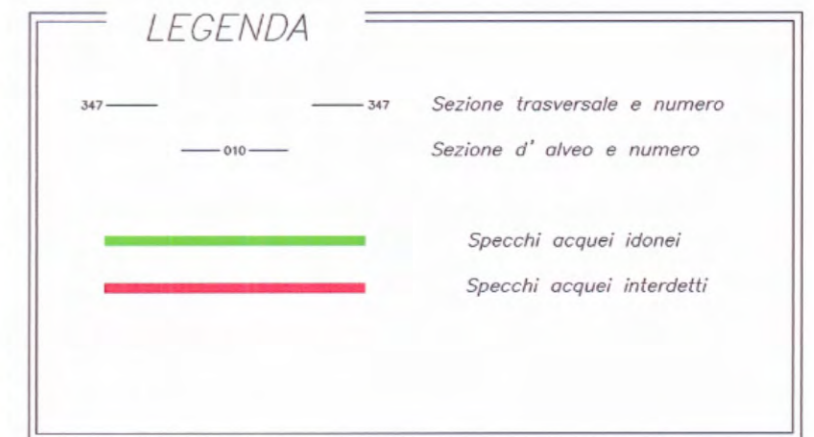 LEGENDA
347 347 Sezione trasversale e numero
010 Sezione d' alveo e numero
Specchi acquei idonei
Specchi acquei interdetti